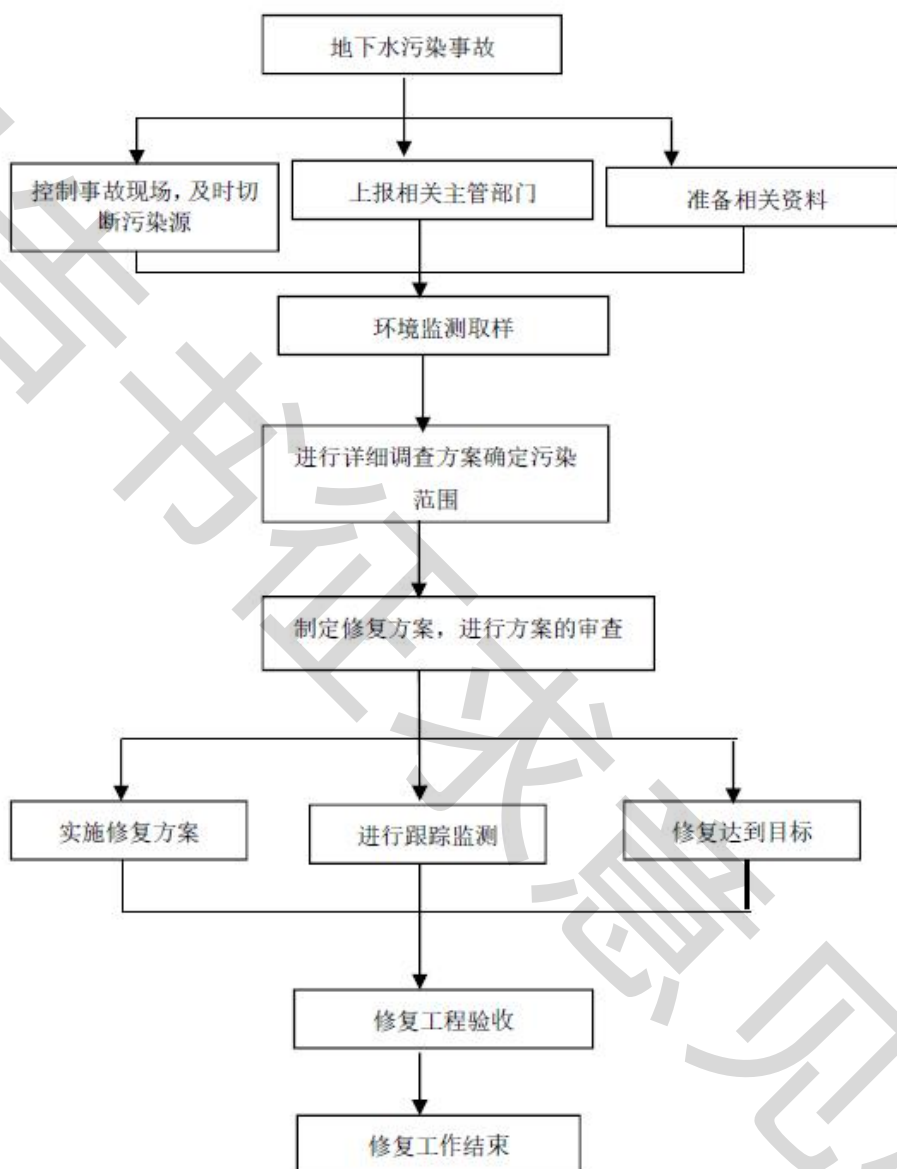 地下水污染事故
控制事故现场，及时切
断污染源
上报相关主管部门
准备相关资料
环境监测取样
进行详细调查方案确定污染
范围
制定修复方案，进行方案的审查
实施修复方案
进行跟踪监测
修复达到目标
修复工程验收
修复工作结束
书征求意见